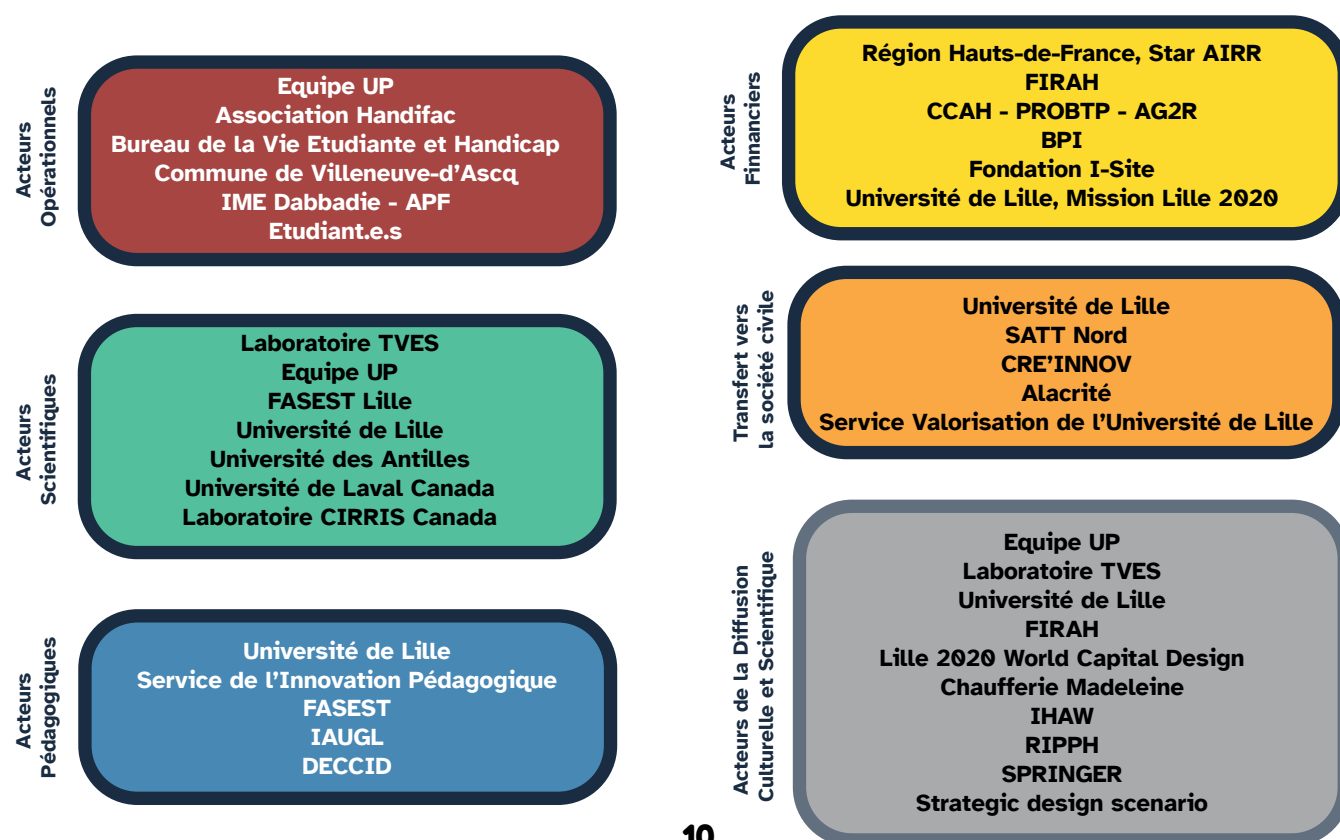 Acteurs
Opérationnels
Equipe UP
Association Handifac
Bureau de la Vie Etudiante et Handicap
Commune de Villeneuve-d’Ascq
IME Dabbadie - APF
Etudiant.e.s
Acteurs
Scientifiques
Laboratoire TVES
Equipe UP
FASEST Lille
Université de Lille
Université des Antilles
Université de Laval Canada
Laboratoire CIRRIS Canada
Acteurs
Pédagogiques
Université de Lille
Service de l’Innovation Pédagogique
FASEST
IAUGL
DECCID
Acteurs
Finnanciers
Région Hauts-de-France, Star AIRR
FIRAH
CCAH - PROBTP - AG2R
BPI
Fondation I-Site
Université de Lille, Mission Lille 2020
Transfert vers
la société civile
Université de Lille
SATT Nord
CRE’INNOV
Alacrité
Service Valorisation de l’Université de Lille
Acteurs de la Diffusion
Culturelle et Scientifique
Equipe UP
Laboratoire TVES
Université de Lille
FIRAH
Lille 2020 World Capital Design
Chaufferie Madeleine
IHAW
RIPPH
SPRINGER
Strategic design scenario
10